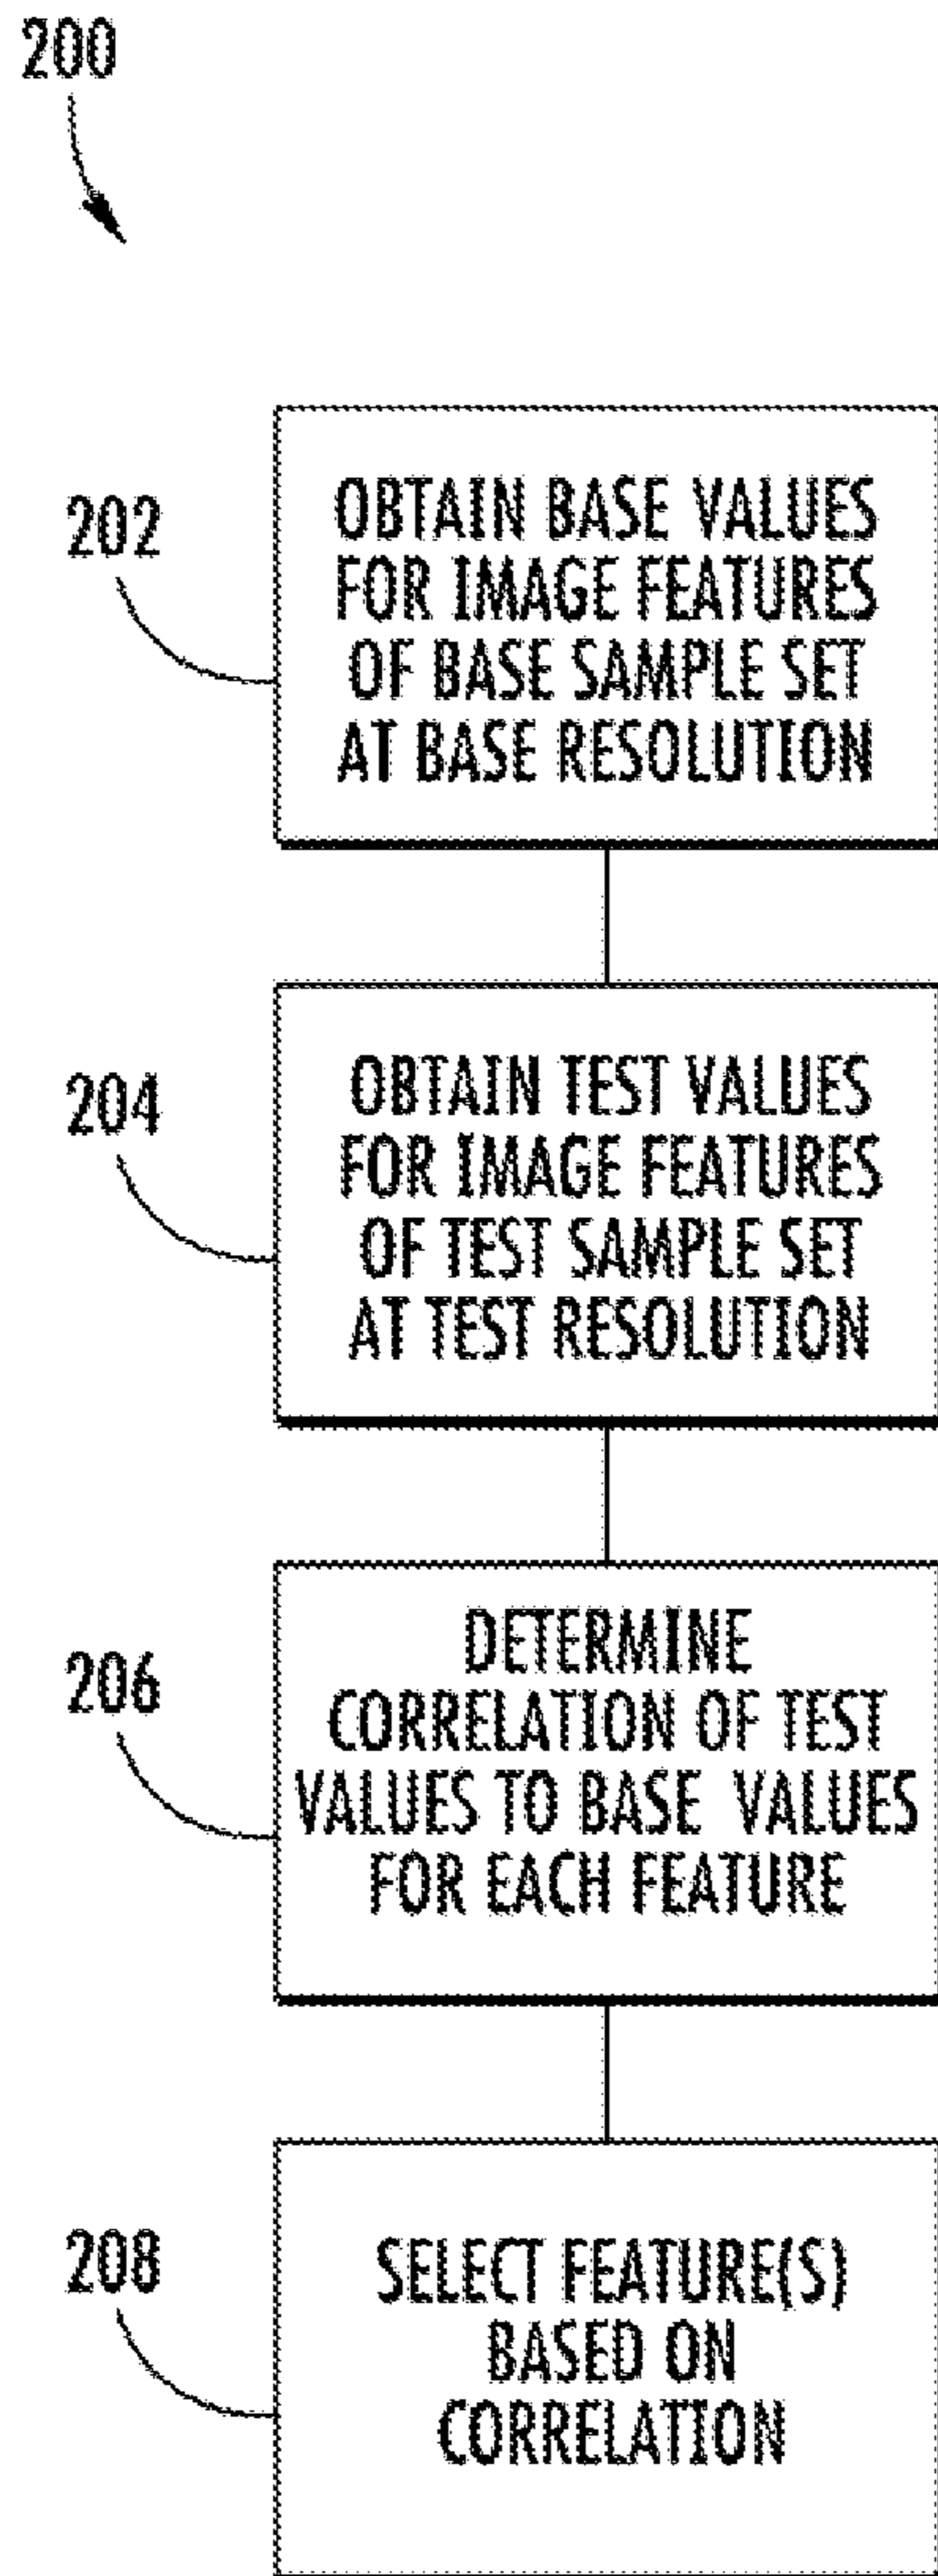 200
202
OBTAIN BASE VALUES
FOR IMAGE FEATURES
OF BASE SAMPLE SET
AT BASE RESOLUTION
204
OBTAIN TEST VALUES
FOR IMAGE FEATURES
OF TEST SAMPLE SET
AT TEST RESOLUTION
206
DETERMINE
CORRELATION OF TEST
VALUES TO BASE VALUES
FOR EACH FEATURE
208
SELECT FEATURE(S)
BASED ON
CORRELATION